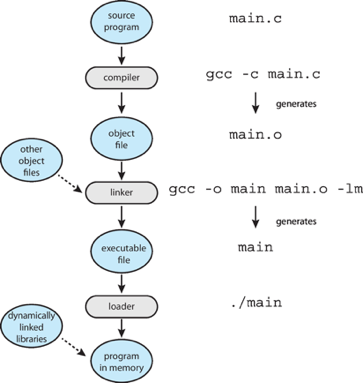 source
program
main.c
compiler
gcc -c main.c
generates
object
file
main.o
other
object
files
linker
gcc -o main main.o -lm
generates
executable
file
main
loader
./main
dynamically
linked
libraries
program
in memory